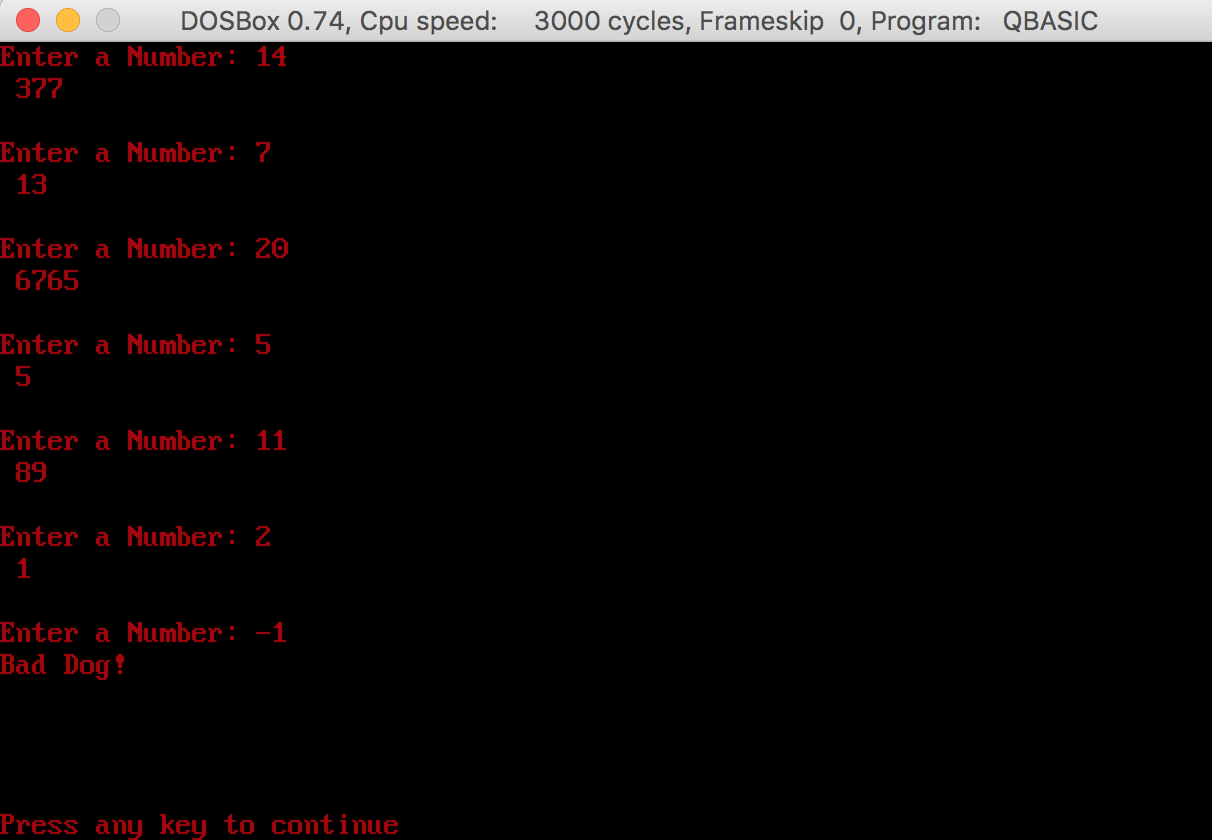 DOSBox 0.74, Cpu speed: 3000 cycles, Frameskip 0, Program: QBASIC
Enter a Number: 14
377
Enter a Number: 7
13
Enter a Number: 20
6765
Enter a Number: 5
5
Enter a Number: 11
89
Enter a Number: 2
1
Enter a Number: -1
Bad Dog!
Press any key to continue